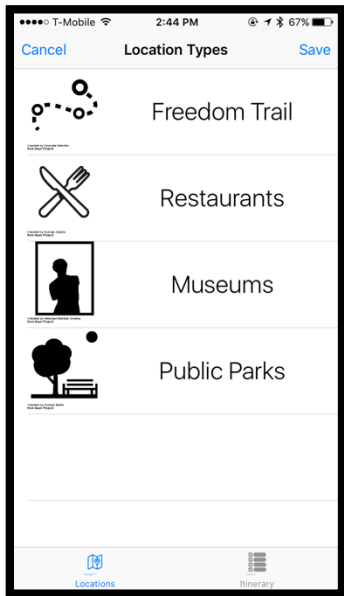 T-Mobile 2:44 PM 67%
Cancel Location Types Save
Freedom Trail
Restaurants
Museums
Public Parks
Locations Itinerary